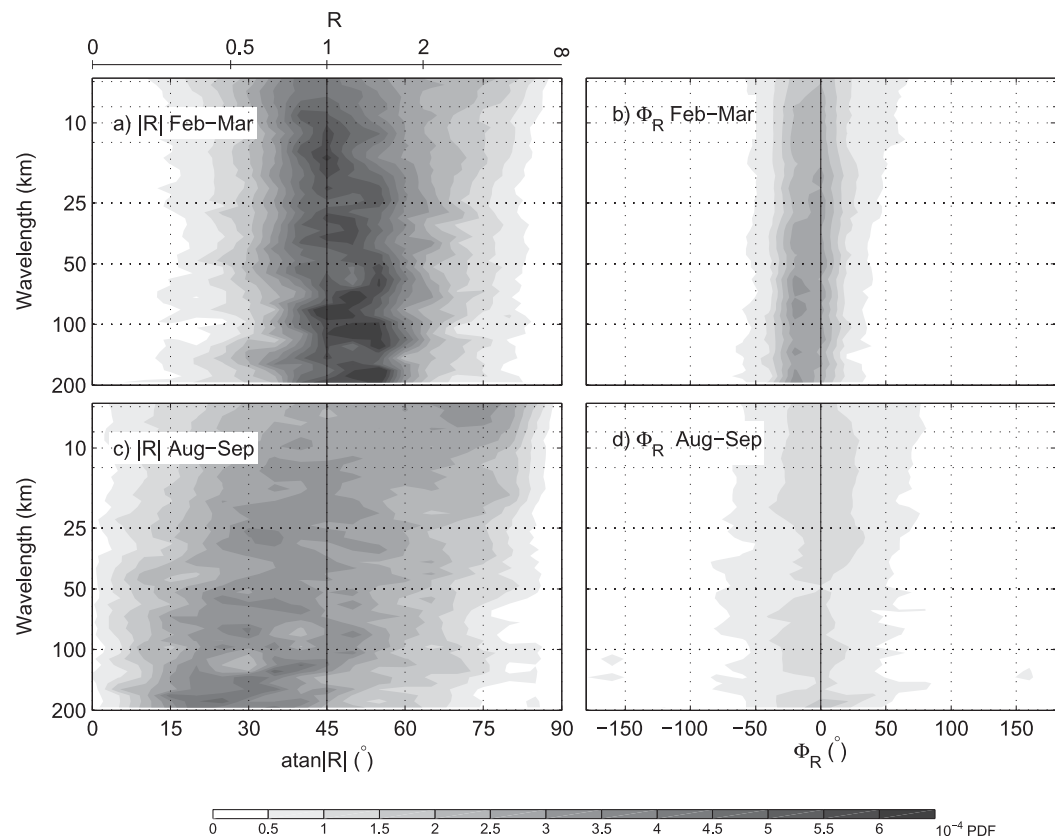 R
0 0.5 1 2 ∞
a) |R| Feb−Mar
b) Φ_R Feb−Mar
Wavelength (km)
10
25
50
100
200
c) |R| Aug−Sep
d) Φ_R Aug−Sep
Wavelength (km)
10
25
50
100
200
0 15 30 45 60 75 90
−150 −100 −50 0 50 100 150
atan|R| (°)
Φ_R (°)
0 0.5 1 1.5 2 2.5 3 3.5 4 4.5 5 5.5 6 10⁻⁴ PDF